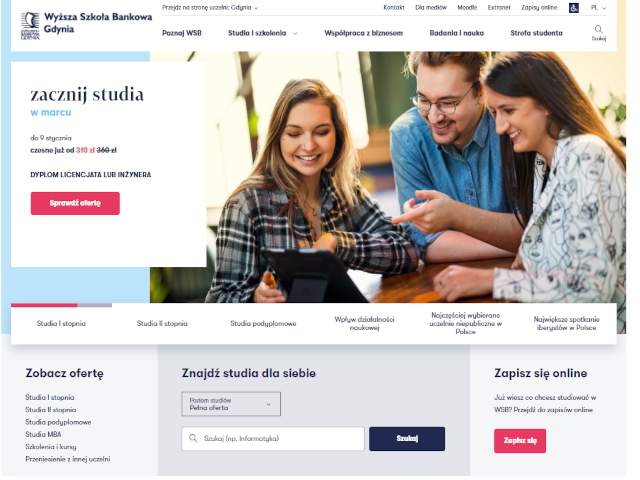 Wyższa Szkoła Bankowa
Gdynia
Przejdź na stronę uczelni: Gdynia
Kontakt
Dla mediów
Moodle
Extranet
Zapisy online
PL
Poznaj WSB
Studia i szkolenia
Współpraca z biznesem
Badania i nauka
Strefa studenta
Szukaj
zacznij studia
w marcu
do 9 stycznia
czesne już od 310 zł 360 zł
DYPLOM LICENCJATA LUB INŻYNERA
Sprawdź ofertę
Studia I stopnia
Studia II stopnia
Studia podyplomowe
Wpływ działalności
naukowej
Najczęściej wybierane
uczelnie niepubliczne w
Polsce
Największe spotkanie
iberystów w Polsce
Zobacz ofertę
Studia I stopnia
Studia II stopnia
Studia podyplomowe
Studia MBA
Szkolenia i kursy
Przeniesienie z innej uczelni
Znajdź studia dla siebie
Poziom studiów
Pełna oferta
Szukaj (np. Informatyka)
Szukaj
Zapisz się online
Już wiesz co chcesz studiować w
WSB? Przejdź do zapisów online
Zapisz się